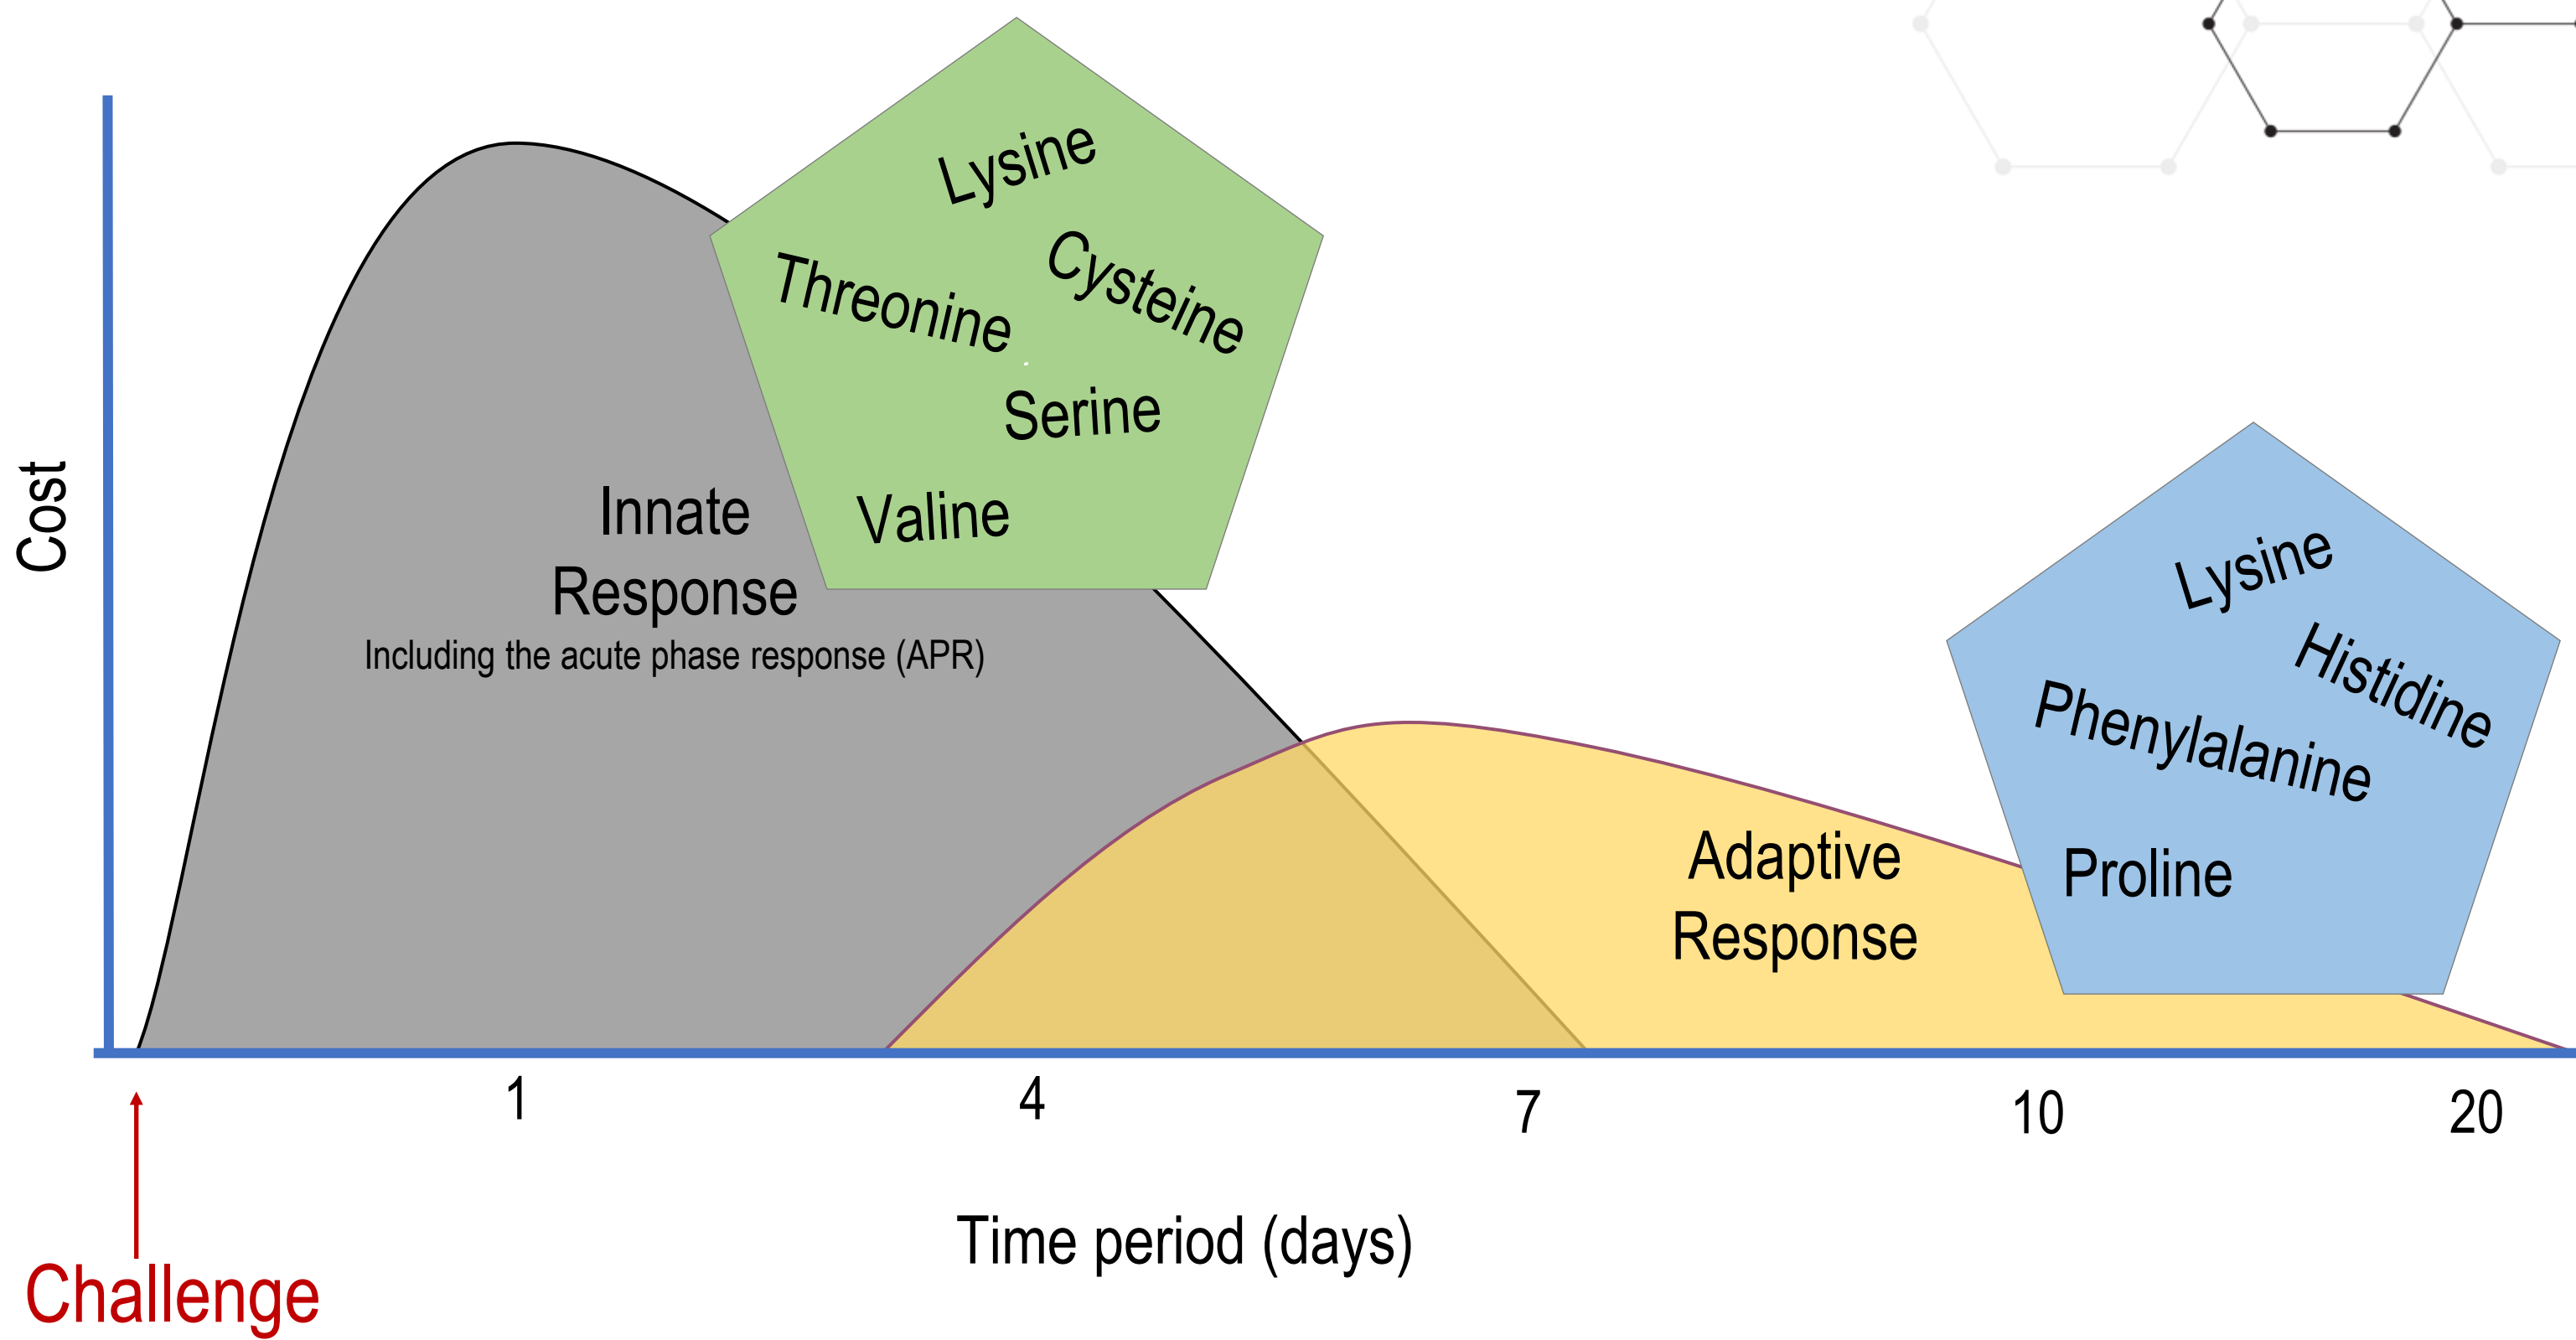 Cost
Lysine
Cysteine
Threonine
Serine
Valine
Innate
Response
Including the acute phase response (APR)
Lysine
Histidine
Phenylalanine
Proline
Adaptive
Response
1
4
7
10
20
Time period (days)
Challenge